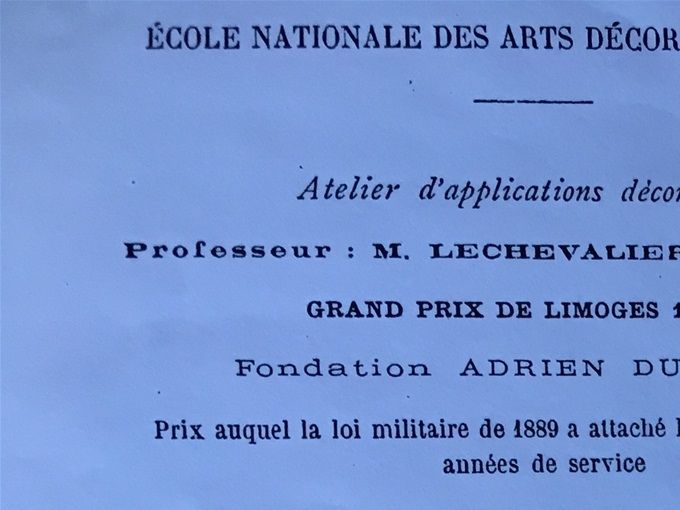 ÉCOLE NATIONALE DES ARTS DÉCOR
Atelier d'applications décor
Professeur : M. LECHEVALIER
GRAND PRIX DE LIMOGES 1
Fondation ADRIEN DU
Prix auquel la loi militaire de 1889 a attaché
années de service